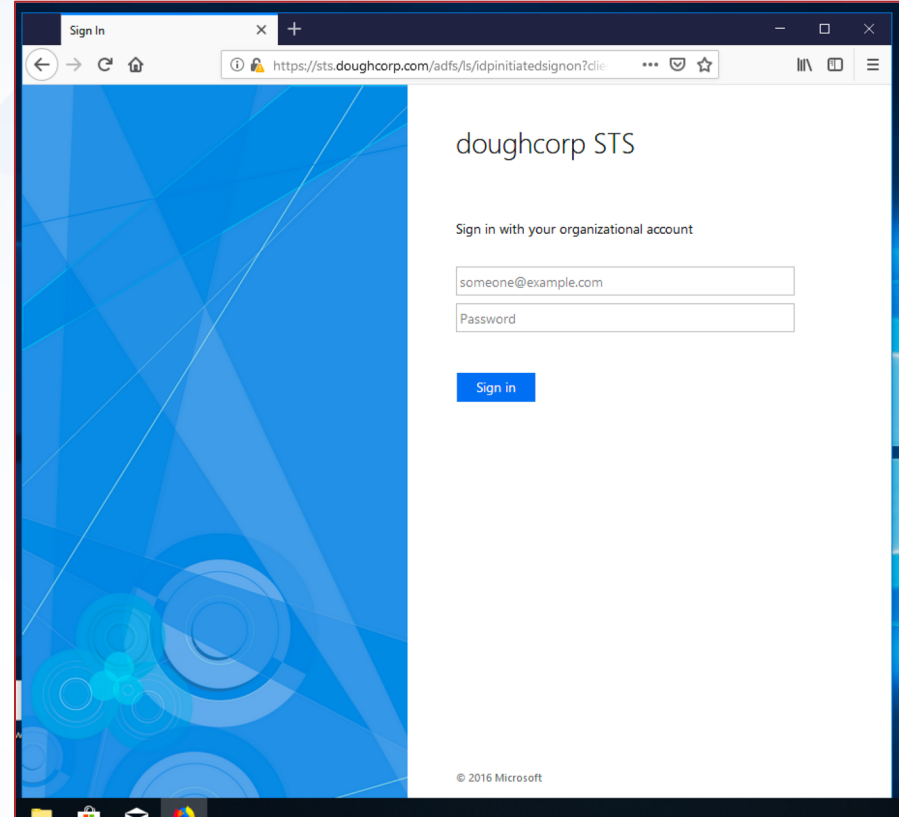 Sign In
https://sts.doughcorp.com/adfs/ls/idpinitiatedsignon?clie
doughcorp STS
Sign in with your organizational account
someone@example.com
Password
Sign in
© 2016 Microsoft